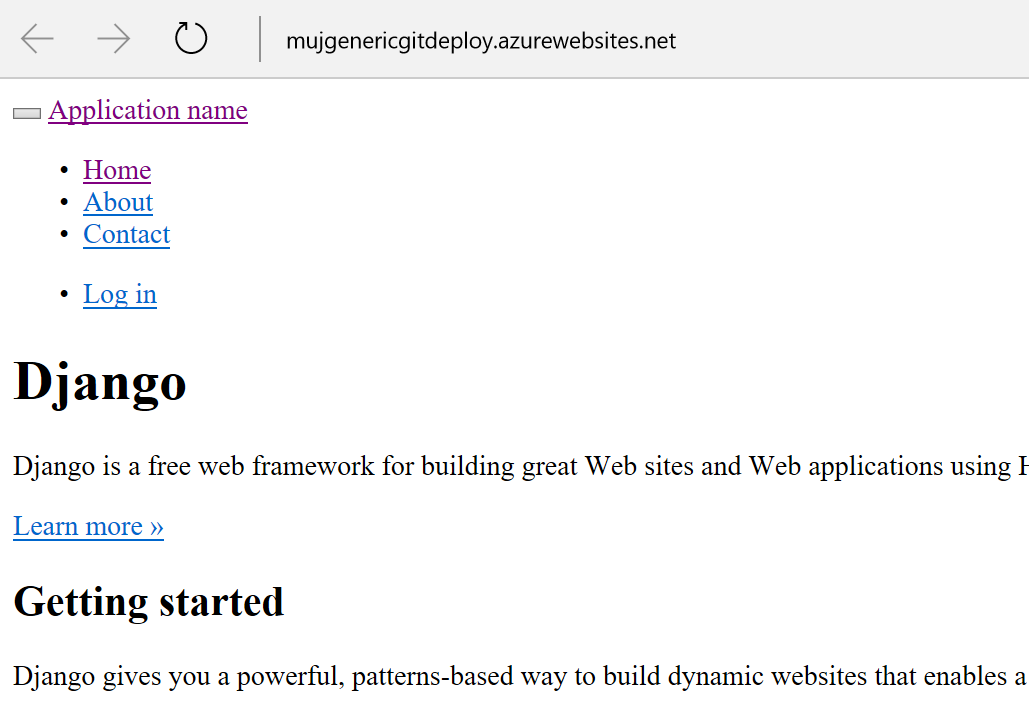 mujgenericgitdeploy.azurewebsites.net
Application name
Home
About
Contact
Log in
Django
Django is a free web framework for building great Web sites and Web applications using
Learn more »
Getting started
Django gives you a powerful, patterns-based way to build dynamic websites that enables a